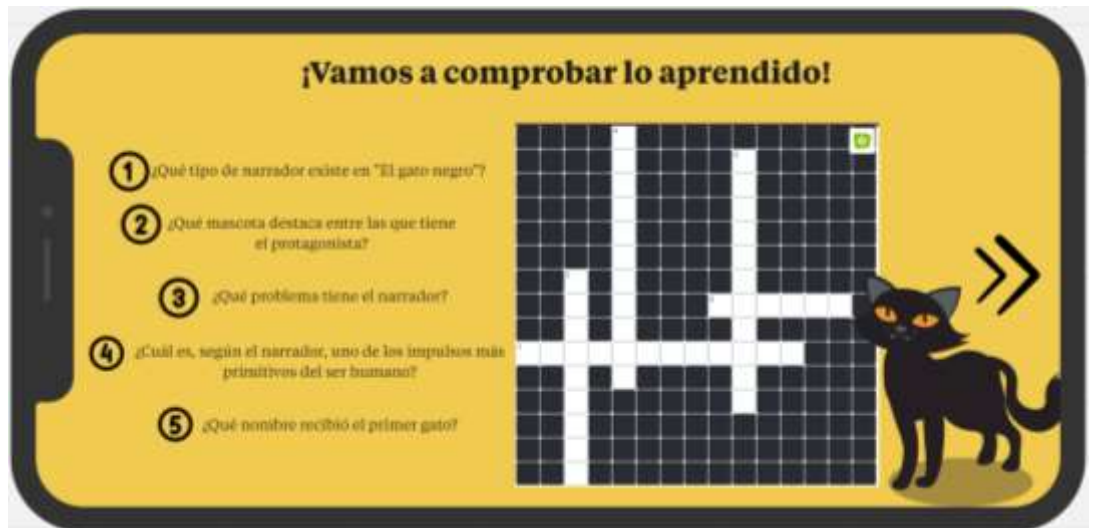 ¡Vamos a comprobar lo aprendido!
1 ¿Qué tipo de narrador existe en "El gato negro"?
2 ¿Qué mascota destaca entre las que tiene
el protagonista?
3 ¿Qué problema tiene el narrador?
4 ¿Cuál es, según el narrador, uno de los impulsos más
primitivos del ser humano?
5 ¿Qué nombre recibió el primer gato?